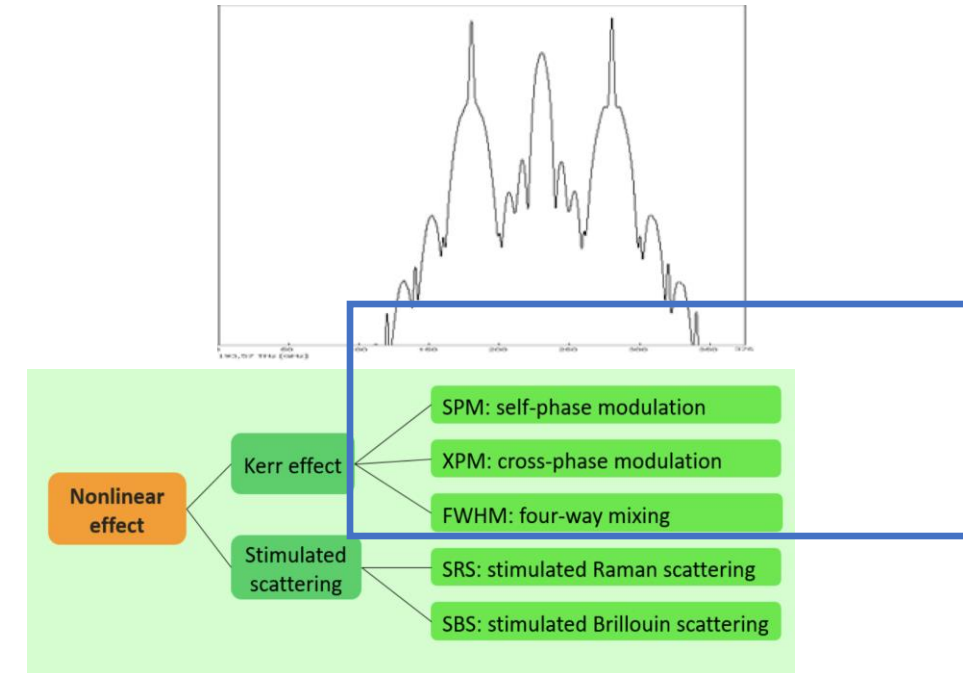 SPM: self-phase modulation
Kerr effect
XPM: cross-phase modulation
Nonlinear
effect
FWHM: four-way mixing
Stimulated
scattering
SRS: stimulated Raman scattering
SBS: stimulated Brillouin scattering